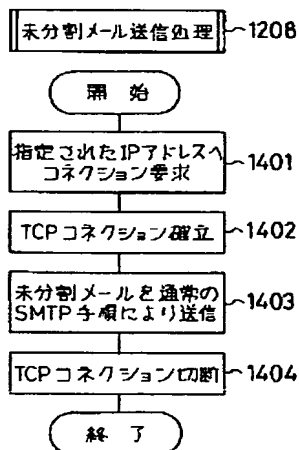 未分割メール送信処理 1208
開始
指定されたIPアドレスへ
コネクション要求
1401
TCPコネクション確立 1402
未分割メールを通常の
SMTP手順により送信
1403
TCPコネクション切断 1404
終了